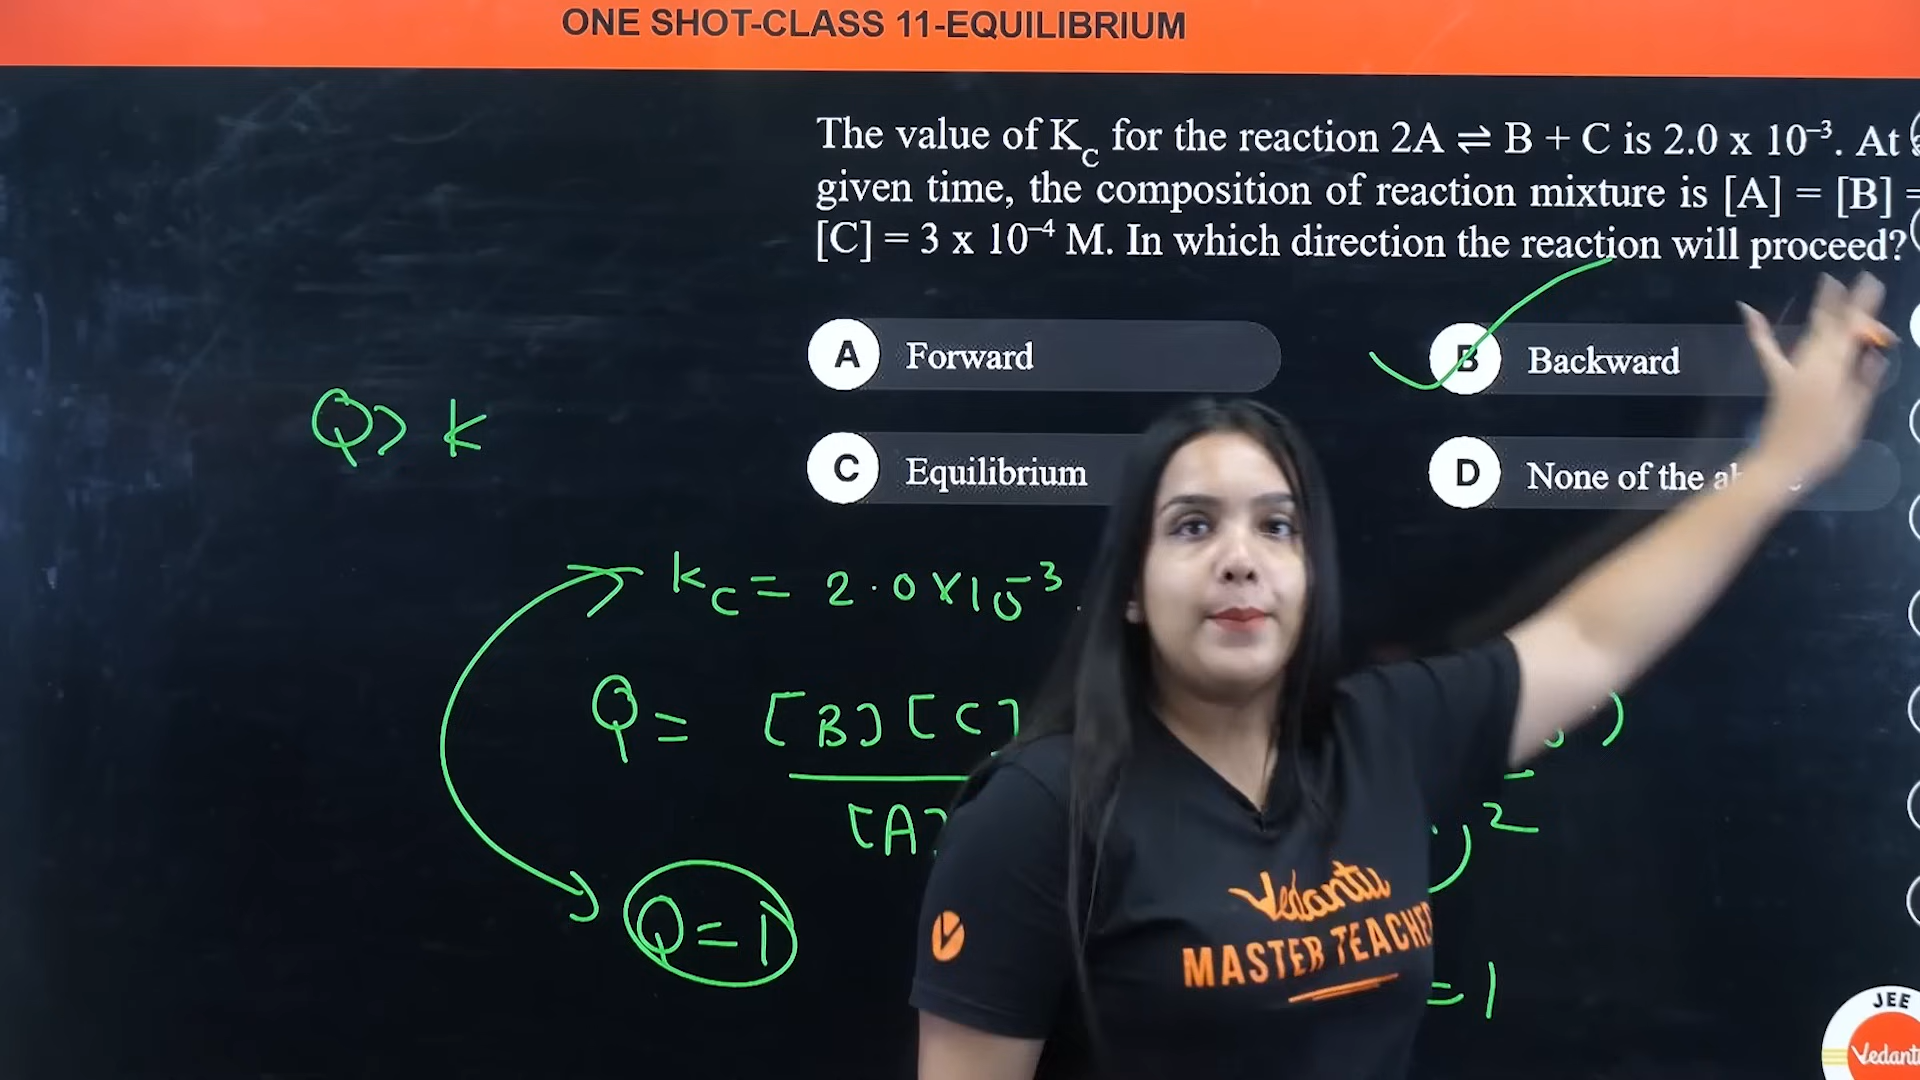 ONE SHOT-CLASS 11-EQUILIBRIUM
The value of K_C for the reaction 2A ⇌ B + C is 2.0 x 10⁻³. At
given time, the composition of reaction mixture is [A] = [B] =
[C] = 3 x 10⁻⁴ M. In which direction the reaction will proceed?
A Forward
B Backward
C Equilibrium
D None of the
Q > k
k_c = 2.0 x 10⁻³
Q = [B] [C]
[A]
2
Q = 1
= 1
Vedantu
MASTER TEACHER
JEE
Vedantu